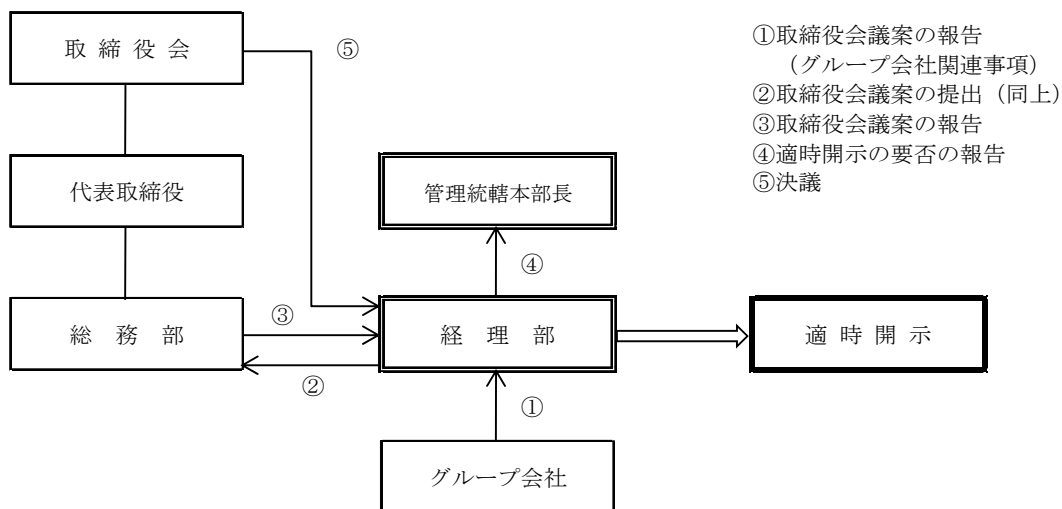 取 締 役 会
⑤
①取締役会議案の報告
（グループ会社関連事項）
②取締役会議案の提出（同上）
③取締役会議案の報告
④適時開示の要否の報告
⑤決議
代表取締役
管理統轄本部長
④
総 務 部
③
②
経 理 部
適 時 開 示
①
グループ会社